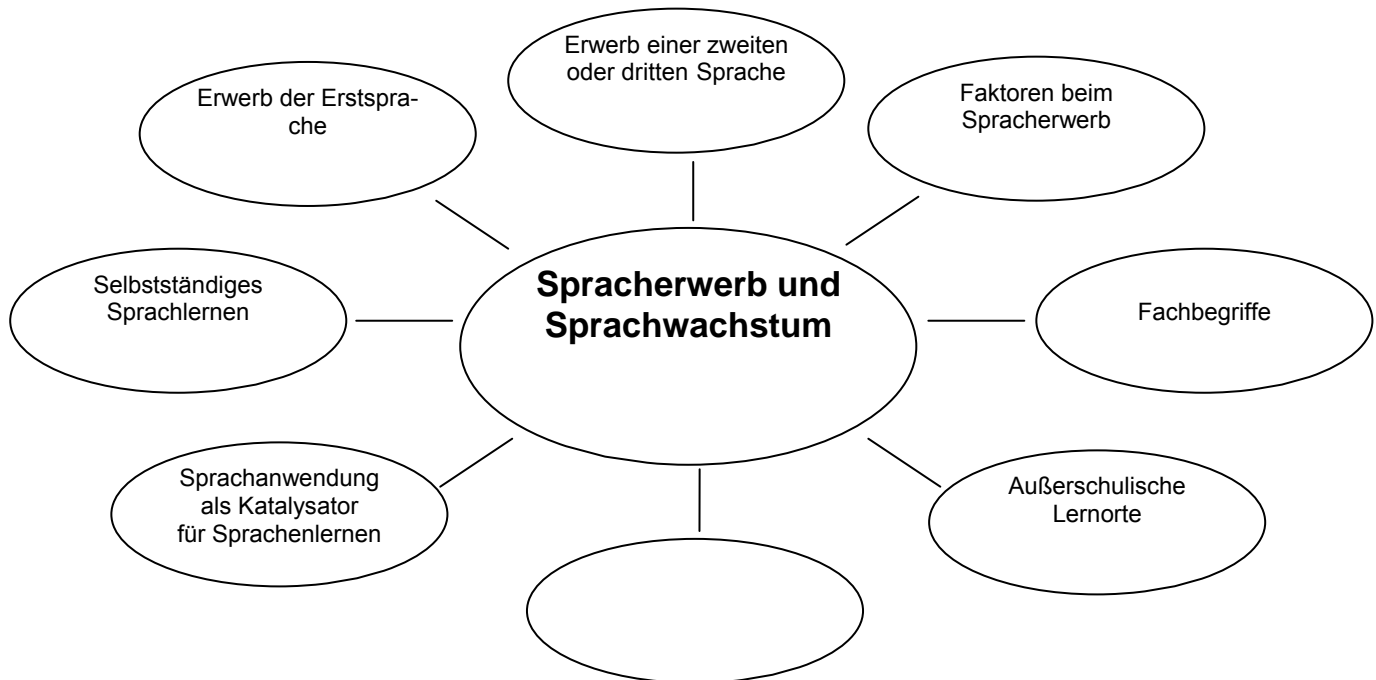 Erwerb einer zweiten
oder dritten Sprache
Erwerb der Erstspra-
che
Faktoren beim
Spracherwerb
Selbstständiges
Sprachlernen
Spracherwerb und
Sprachwachstum
Fachbegriffe
Sprachanwendung
als Katalysator
für Sprachenlernen
Außerschulische
Lernorte